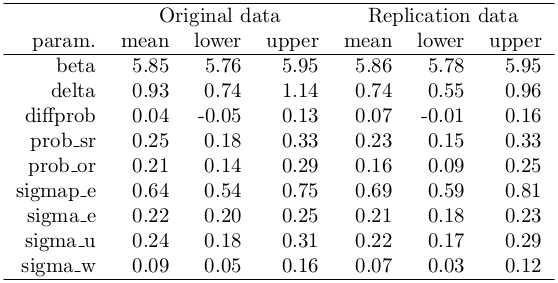 Original data Replication data
param. mean lower upper mean lower upper
beta 5.85 5.76 5.95 5.86 5.78 5.95
delta 0.93 0.74 1.14 0.74 0.55 0.96
diffprob 0.04 -0.05 0.13 0.07 -0.01 0.16
prob_sr 0.25 0.18 0.33 0.23 0.15 0.33
prob_or 0.21 0.14 0.29 0.16 0.09 0.25
sigmap_e 0.64 0.54 0.75 0.69 0.59 0.81
sigma_e 0.22 0.20 0.25 0.21 0.18 0.23
sigma_u 0.24 0.18 0.31 0.22 0.17 0.29
sigma_w 0.09 0.05 0.16 0.07 0.03 0.12